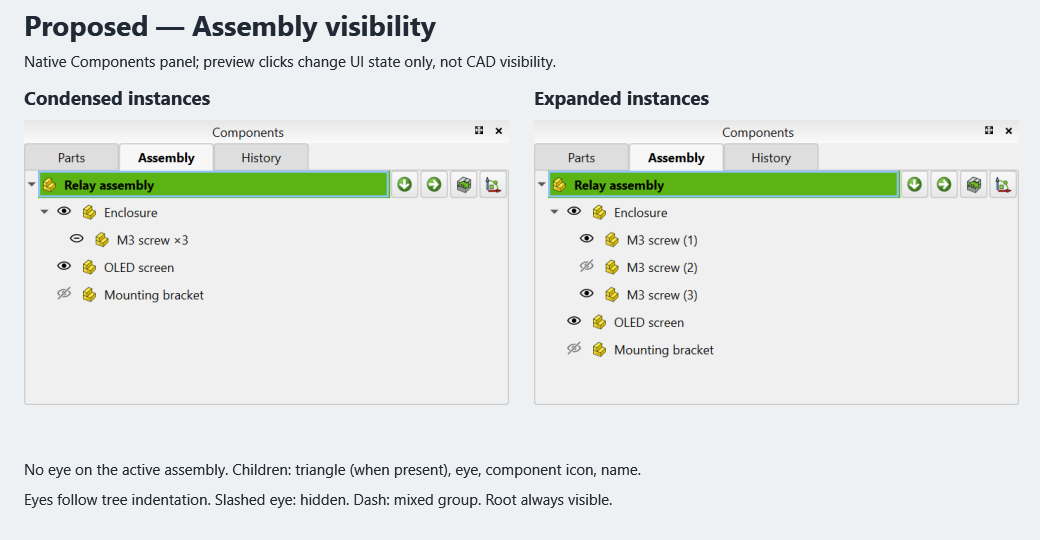 Proposed — Assembly visibility
Native Components panel; preview clicks change UI state only, not CAD visibility.
Condensed instances
Components
Parts
Assembly
History
Relay assembly
Enclosure
M3 screw ×3
OLED screen
Mounting bracket
Expanded instances
Components
Parts
Assembly
History
Relay assembly
Enclosure
M3 screw (1)
M3 screw (2)
M3 screw (3)
OLED screen
Mounting bracket
No eye on the active assembly. Children: triangle (when present), eye, component icon, name.
Eyes follow tree indentation. Slashed eye: hidden. Dash: mixed group. Root always visible.